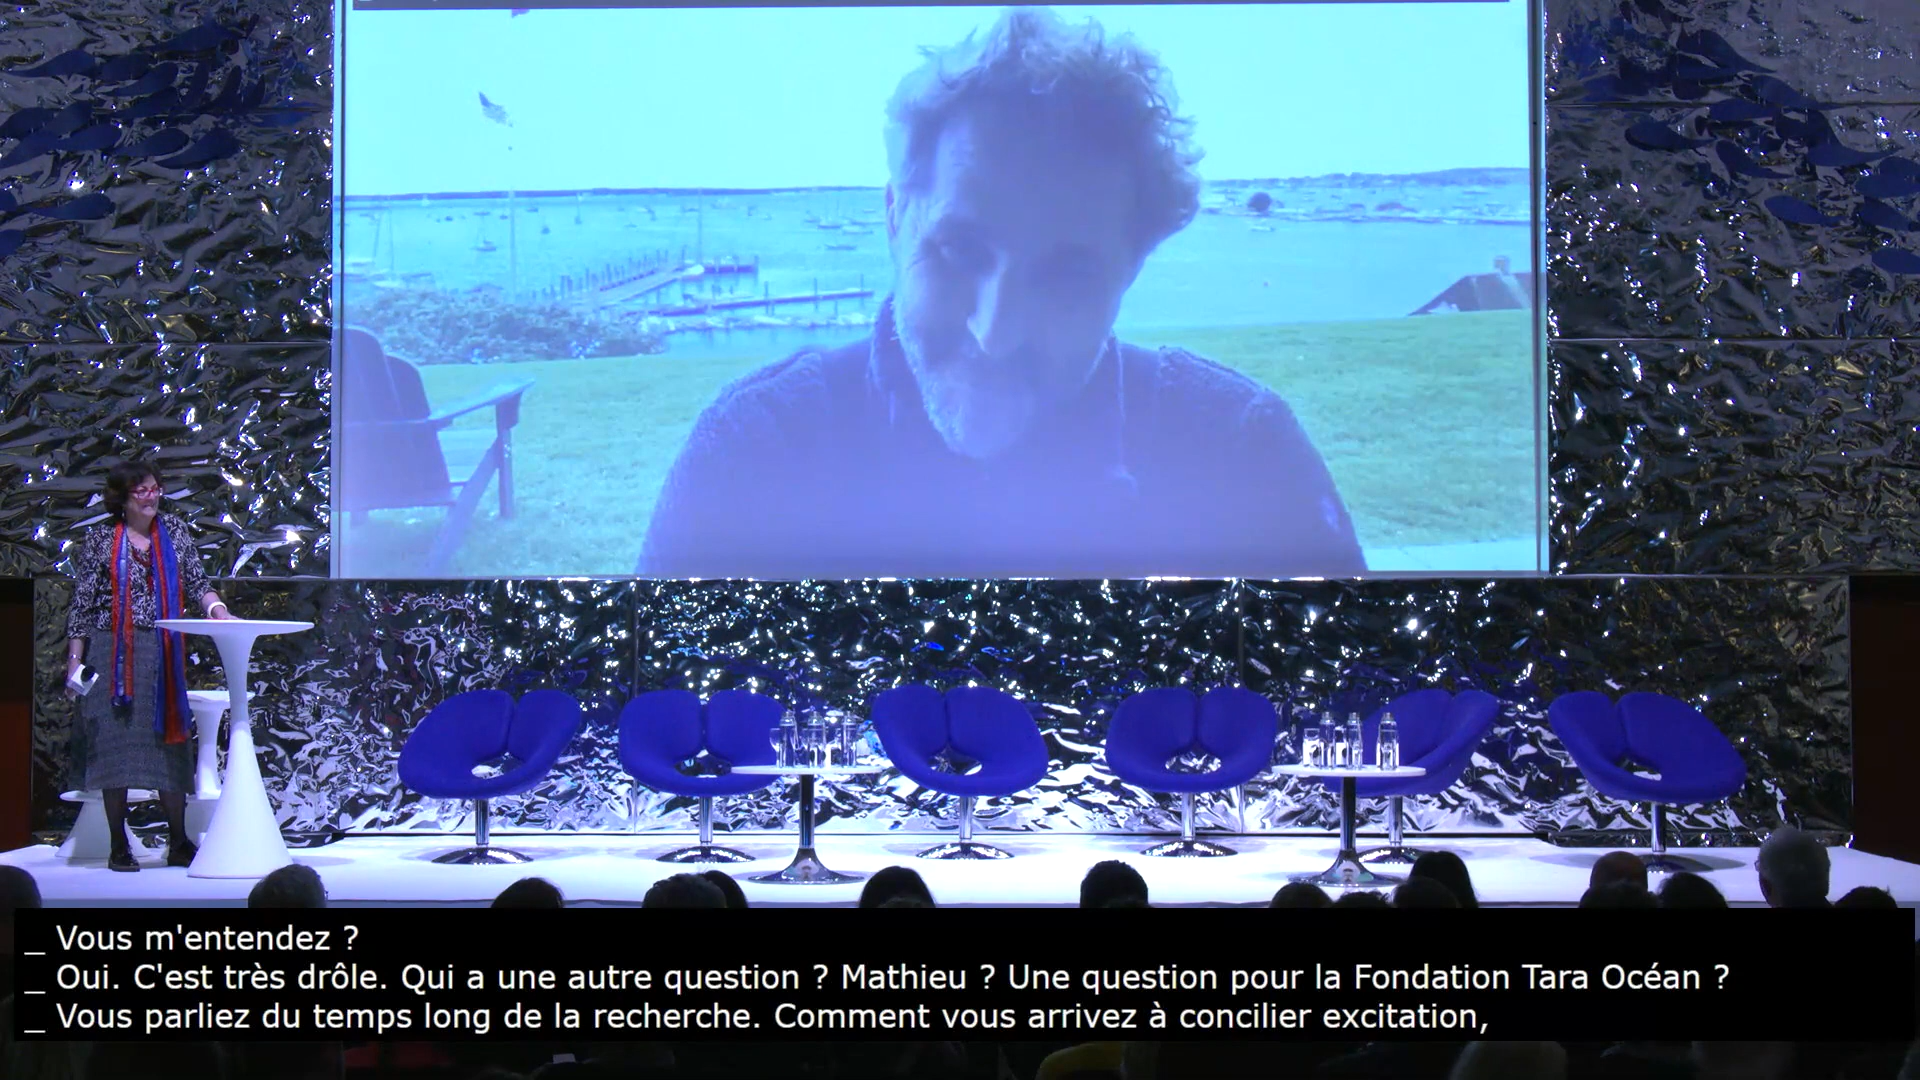 _ Vous m'entendez ?
_ Oui. C'est très drôle. Qui a une autre question ? Mathieu ? Une question pour la Fondation Tara Océan ?
_ Vous parliez du temps long de la recherche. Comment vous arrivez à concilier excitation,